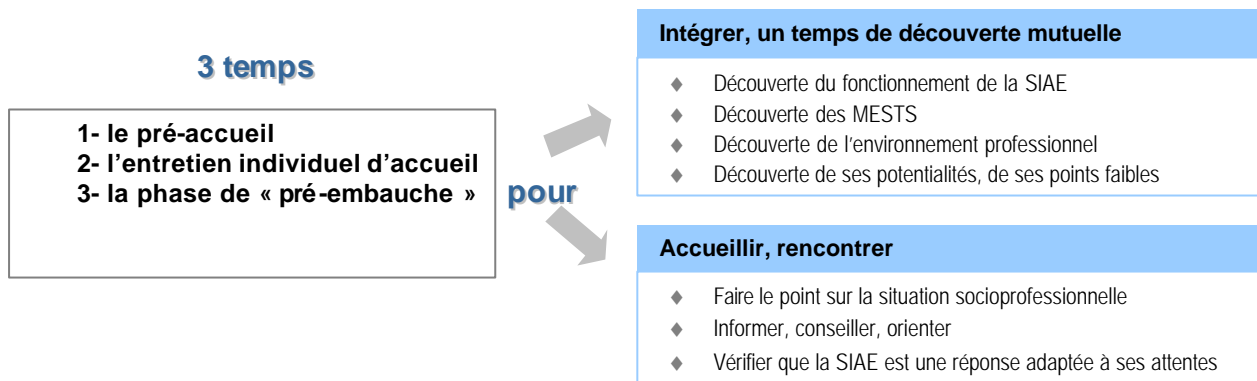 3 temps
1- le pré-accueil
2- l'entretien individuel d'accueil
3- la phase de « pré-embauche »
pour
Intégrer, un temps de découverte mutuelle
♦ Découverte du fonctionnement de la SIAE
♦ Découverte des MESTS
♦ Découverte de l'environnement professionnel
♦ Découverte de ses potentialités, de ses points faibles
Accueillir, rencontrer
♦ Faire le point sur la situation socioprofessionnelle
♦ Informer, conseiller, orienter
♦ Vérifier que la SIAE est une réponse adaptée à ses attentes